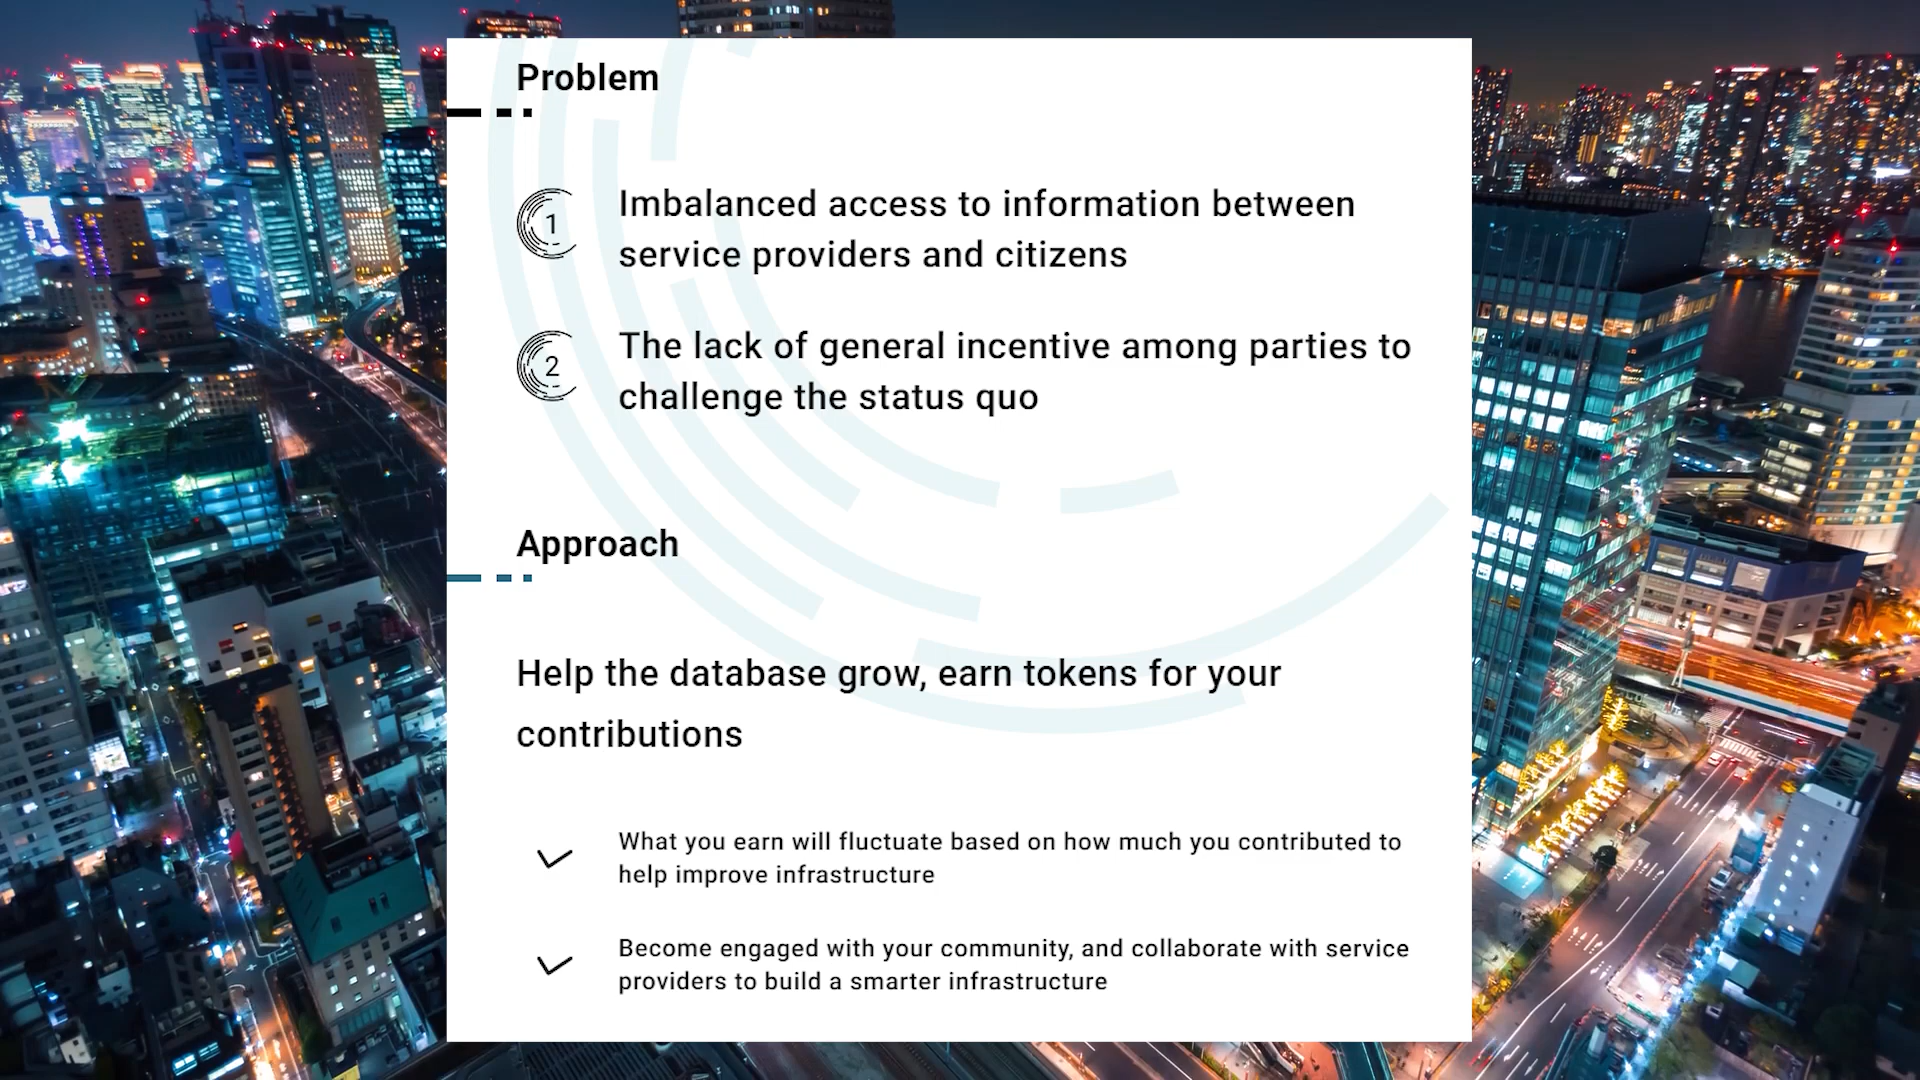 Problem
1
Imbalanced access to information between
service providers and citizens
2
The lack of general incentive among parties to
challenge the status quo
Approach
Help the database grow, earn tokens for your
contributions
What you earn will fluctuate based on how much you contributed to
help improve infrastructure
Become engaged with your community, and collaborate with service
providers to build a smarter infrastructure